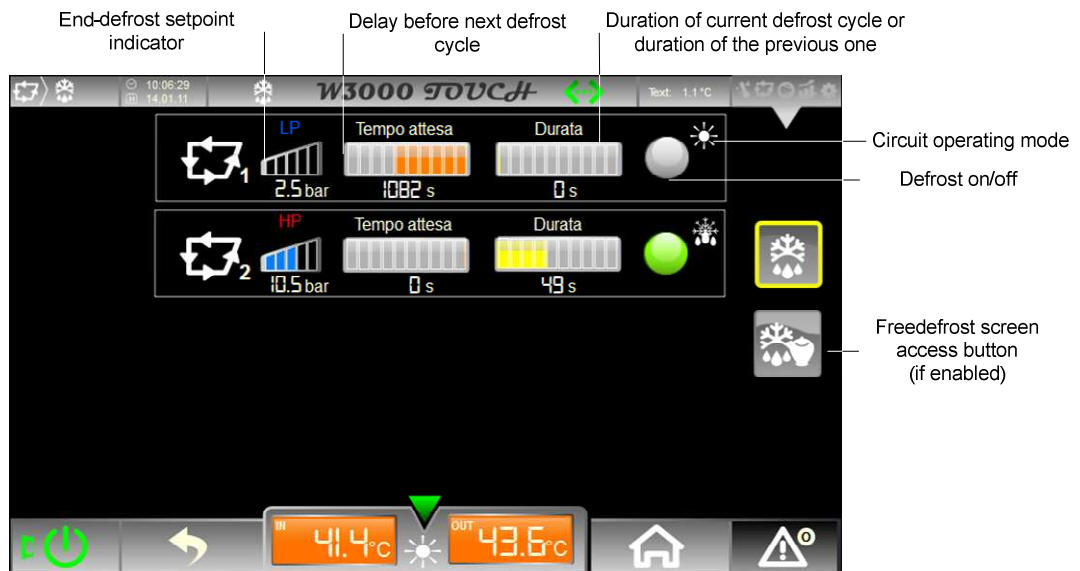 End-defrost setpoint
indicator
Delay before next defrost
cycle
Duration of current defrost cycle or
duration of the previous one
10:06:29
14.01.11
W3000 TOUCH
Text: 1.1 °C
LP
Tempo attesa
Durata
1
2.5 bar
1082 s
0 s
Circuit operating mode
Defrost on/off
HP
Tempo attesa
Durata
2
10.5 bar
0 s
49 s
Freedefrost screen
access button
(if enabled)
IN
41.4°C
OUT
43.6°C
0